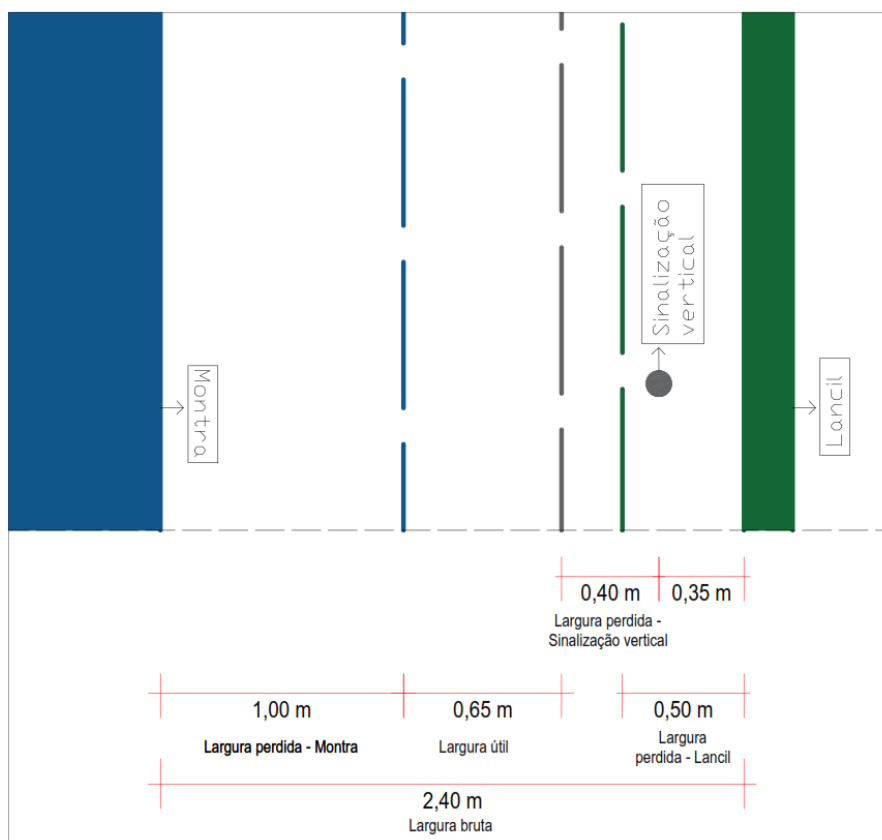 Sinalização
vertical
Montra
Lancil
0,40 m
0,35 m
Largura perdida -
Sinalização vertical
1,00 m
0,65 m
0,50 m
Largura perdida - Montra
Largura útil
Largura
perdida - Lancil
2,40 m
Largura bruta